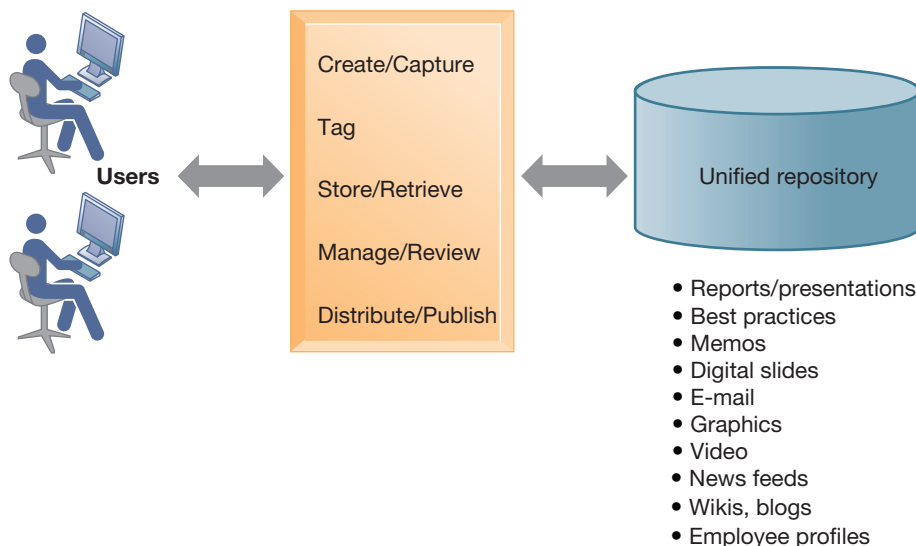 Users
Create/Capture
Tag
Store/Retrieve
Manage/Review
Distribute/Publish
Unified repository
• Reports/presentations
• Best practices
• Memos
• Digital slides
• E-mail
• Graphics
• Video
• News feeds
• Wikis, blogs
• Employee profiles